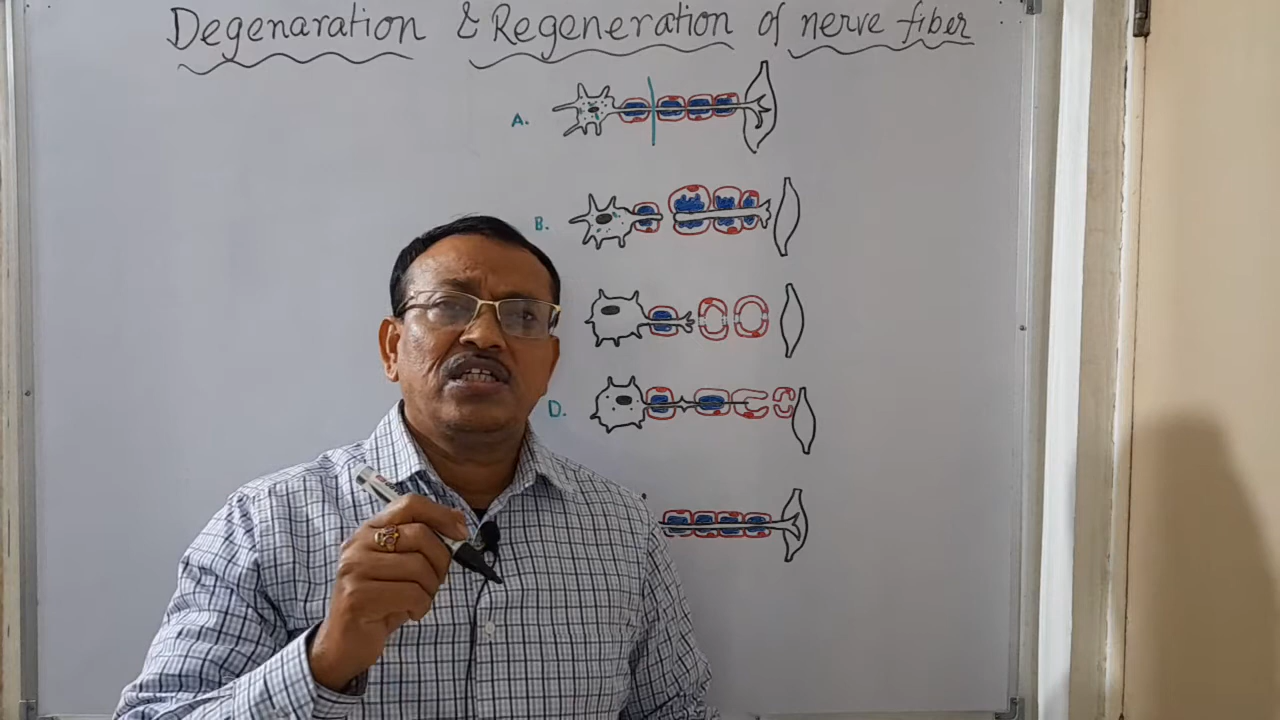 Degenaration & Regeneration of nerve fiber
A.
B.
D.